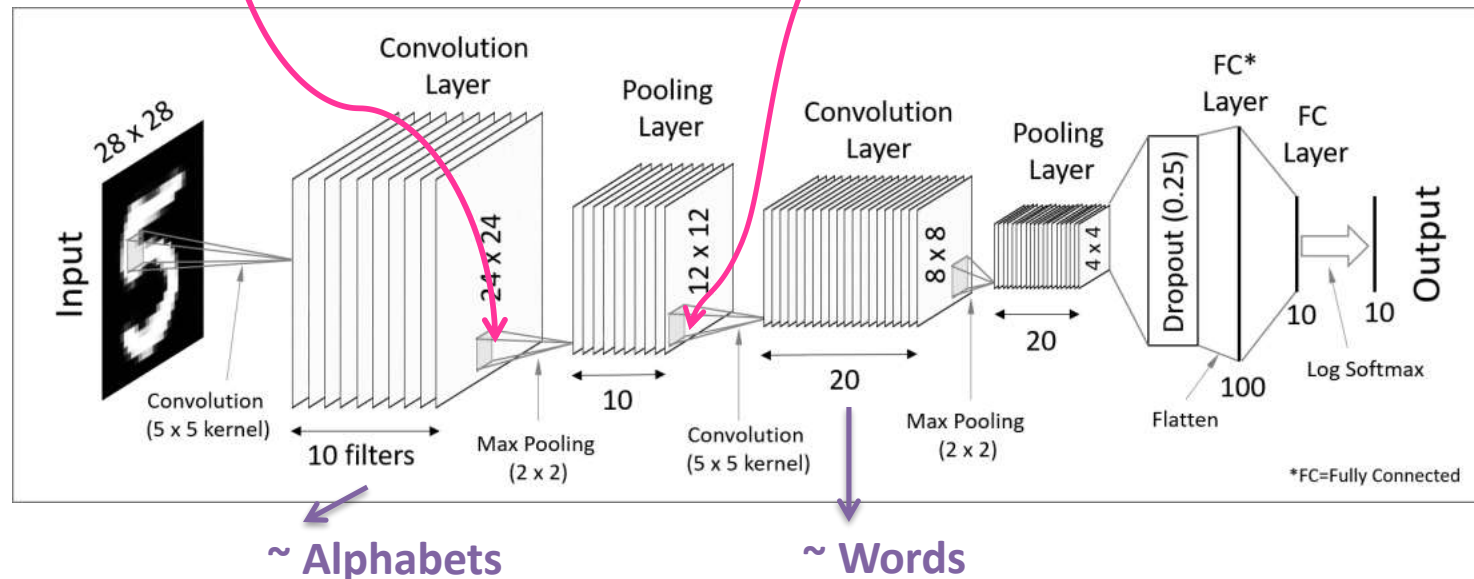 Input
28 x 28
Convolution
(5 x 5 kernel)
Convolution
Layer
24 x 24
10 filters
Max Pooling
(2 x 2)
Pooling
Layer
12 x 12
10
Convolution
(5 x 5 kernel)
Convolution
Layer
8 x 8
20
Max Pooling
(2 x 2)
Pooling
Layer
4 x 4
20
Dropout (0.25)
Flatten
FC*
Layer
100
FC
Layer
10
Log Softmax
10
Output
*FC=Fully Connected
~ Alphabets
~ Words